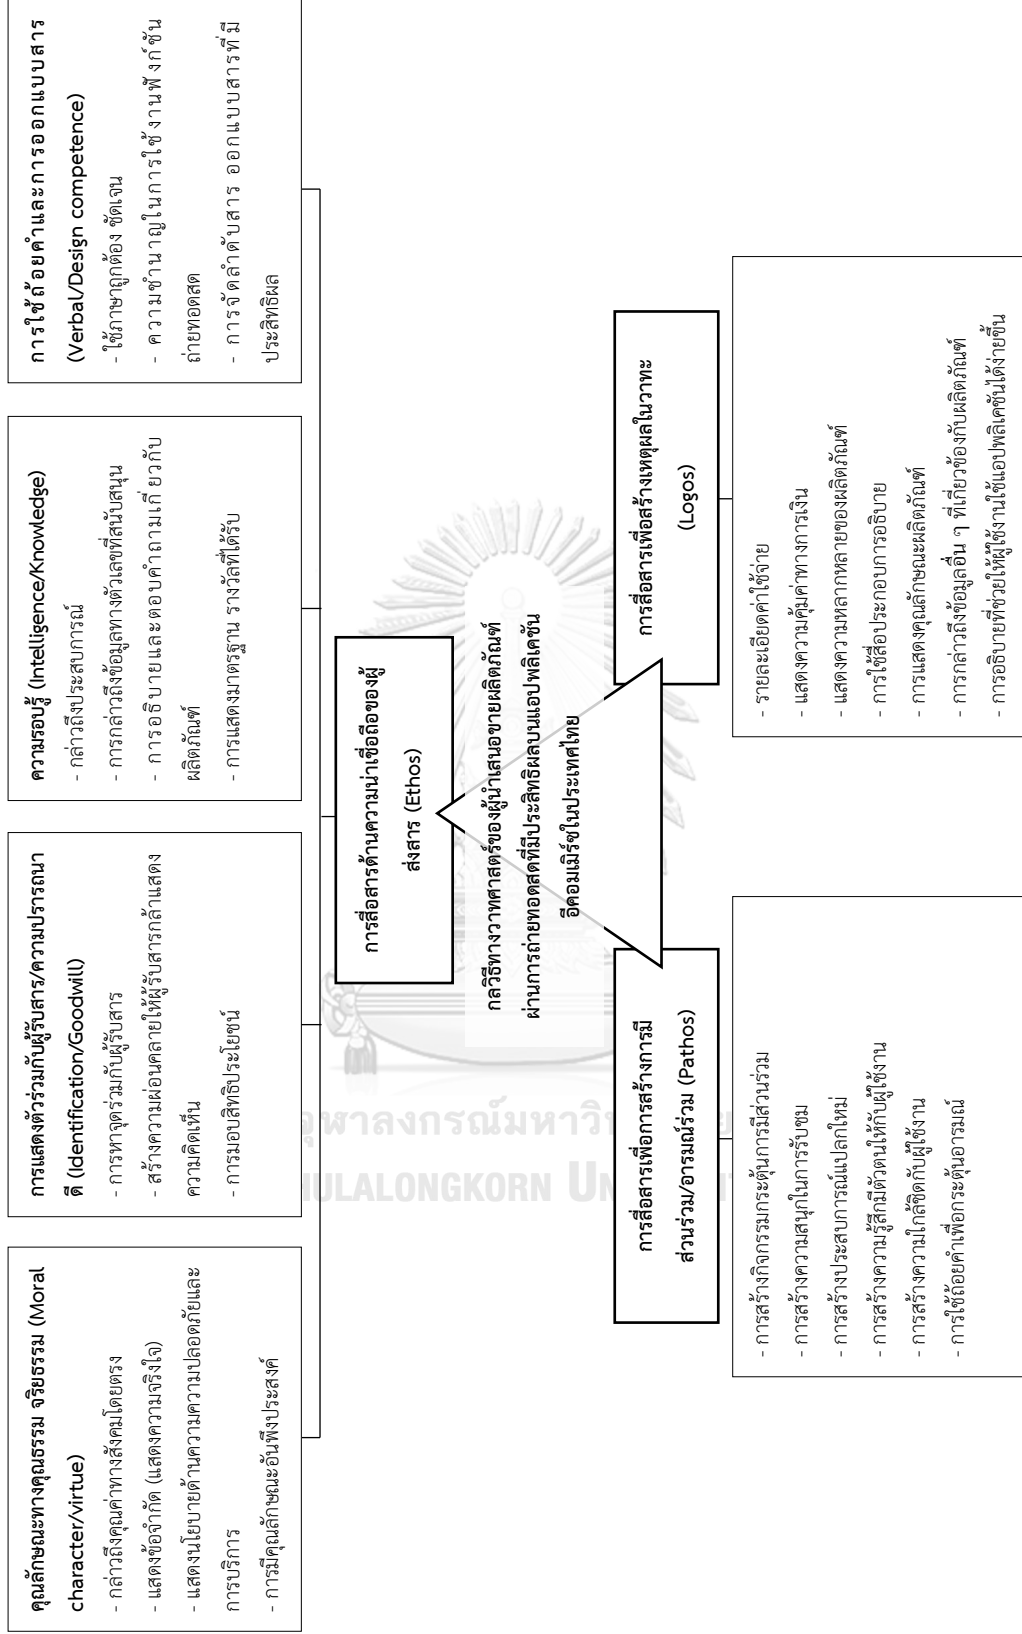 คุณลักษณะทางคุณธรรม จริยธรรม (Moral
character/virtue)
- กล่าวถึงคุณค่าทางสังคมโดยตรง
- แสดงข้อจำกัด (แสดงความจริงใจ)
- แสดงนโยบายด้านความความปลอดภัยและ
การบริการ
- การมีคุณลักษณะอันพึงประสงค์
การแสดงตัวร่วมกับผู้รับสาร/ความปรารถนา
ดี (Identification/Goodwill)
- การหาจุดร่วมกับผู้รับสาร
- สร้างความผ่อนคลายให้ผู้รับสารกล้าแสดง
ความคิดเห็น
- การมอบสิทธิประโยชน์
ความรอบรู้ (Intelligence/Knowledge)
- กล่าวถึงประสบการณ์
- การกล่าวถึงข้อมูลทางตัวเลขที่สนับสนุน
- การอธิบายและตอบคำถามเกี่ยวกับ
ผลิตภัณฑ์
- การแสดงมาตรฐาน รางวัลที่ได้รับ
การใช้ถ้อยคำและการออกแบบสาร
(Verbal/Design competence)
- ใช้ภาษาถูกต้อง ชัดเจน
- ความชำนาญในการใช้งานฟังก์ชัน
ถ่ายทอดสด
- การจัดลำดับสาร ออกแบบสารที่มี
ประสิทธิผล
การสื่อสารด้านความน่าเชื่อถือของผู้
ส่งสาร (Ethos)
กลวิธีทางวาทศาสตร์ของผู้นำเสนอขายผลิตภัณฑ์
ผ่านการถ่ายทอดสดที่มีประสิทธิผลบนแอปพลิเคชัน
อีคอมเมิร์ซในประเทศไทย
การสื่อสารเพื่อการสร้างการมี
ส่วนร่วม/อารมณ์ร่วม (Pathos)
การสื่อสารเพื่อสร้างเหตุผลในวาทะ
(Logos)
- การสร้างกิจกรรมกระตุ้นการมีส่วนร่วม
- การสร้างความสนุกในการรับชม
- การสร้างประสบการณ์แปลกใหม่
- การสร้างความรู้สึกมีตัวตนให้กับผู้ใช้งาน
- การสร้างความใกล้ชิดกับผู้ใช้งาน
- การใช้ถ้อยคำเพื่อกระตุ้นอารมณ์
- รายละเอียดค่าใช้จ่าย
- แสดงความคุ้มค่าทางการเงิน
- แสดงความหลากหลายของผลิตภัณฑ์
- การใช้สื่อประกอบการอธิบาย
- การแสดงคุณลักษณะผลิตภัณฑ์
- การกล่าวถึงข้อมูลอื่น ๆ ที่เกี่ยวข้องกับผลิตภัณฑ์
- การอธิบายที่ช่วยให้ผู้ใช้งานใช้แอปพลิเคชันได้ง่ายขึ้น